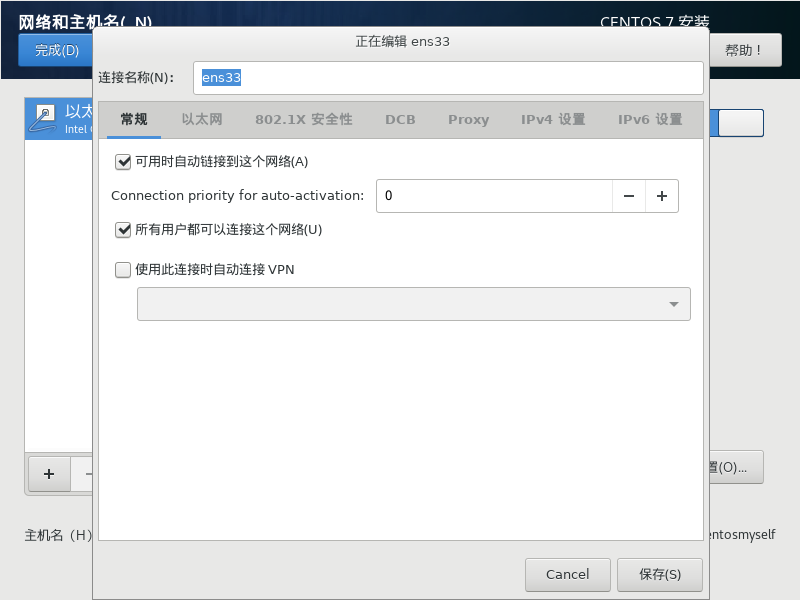 网络和主机名(_N)
CENTOS 7 安装
完成(D)
帮助！
正在编辑 ens33
连接名称(N)：
ens33
以太
Intel
常规
以太网
802.1X 安全性
DCB
Proxy
IPv4 设置
IPv6 设置
可用时自动链接到这个网络(A)
Connection priority for auto-activation:
0
− +
所有用户都可以连接这个网络(U)
使用此连接时自动连接 VPN
+ −
置(O)...
主机名（H）
entosmyself
Cancel
保存(S)